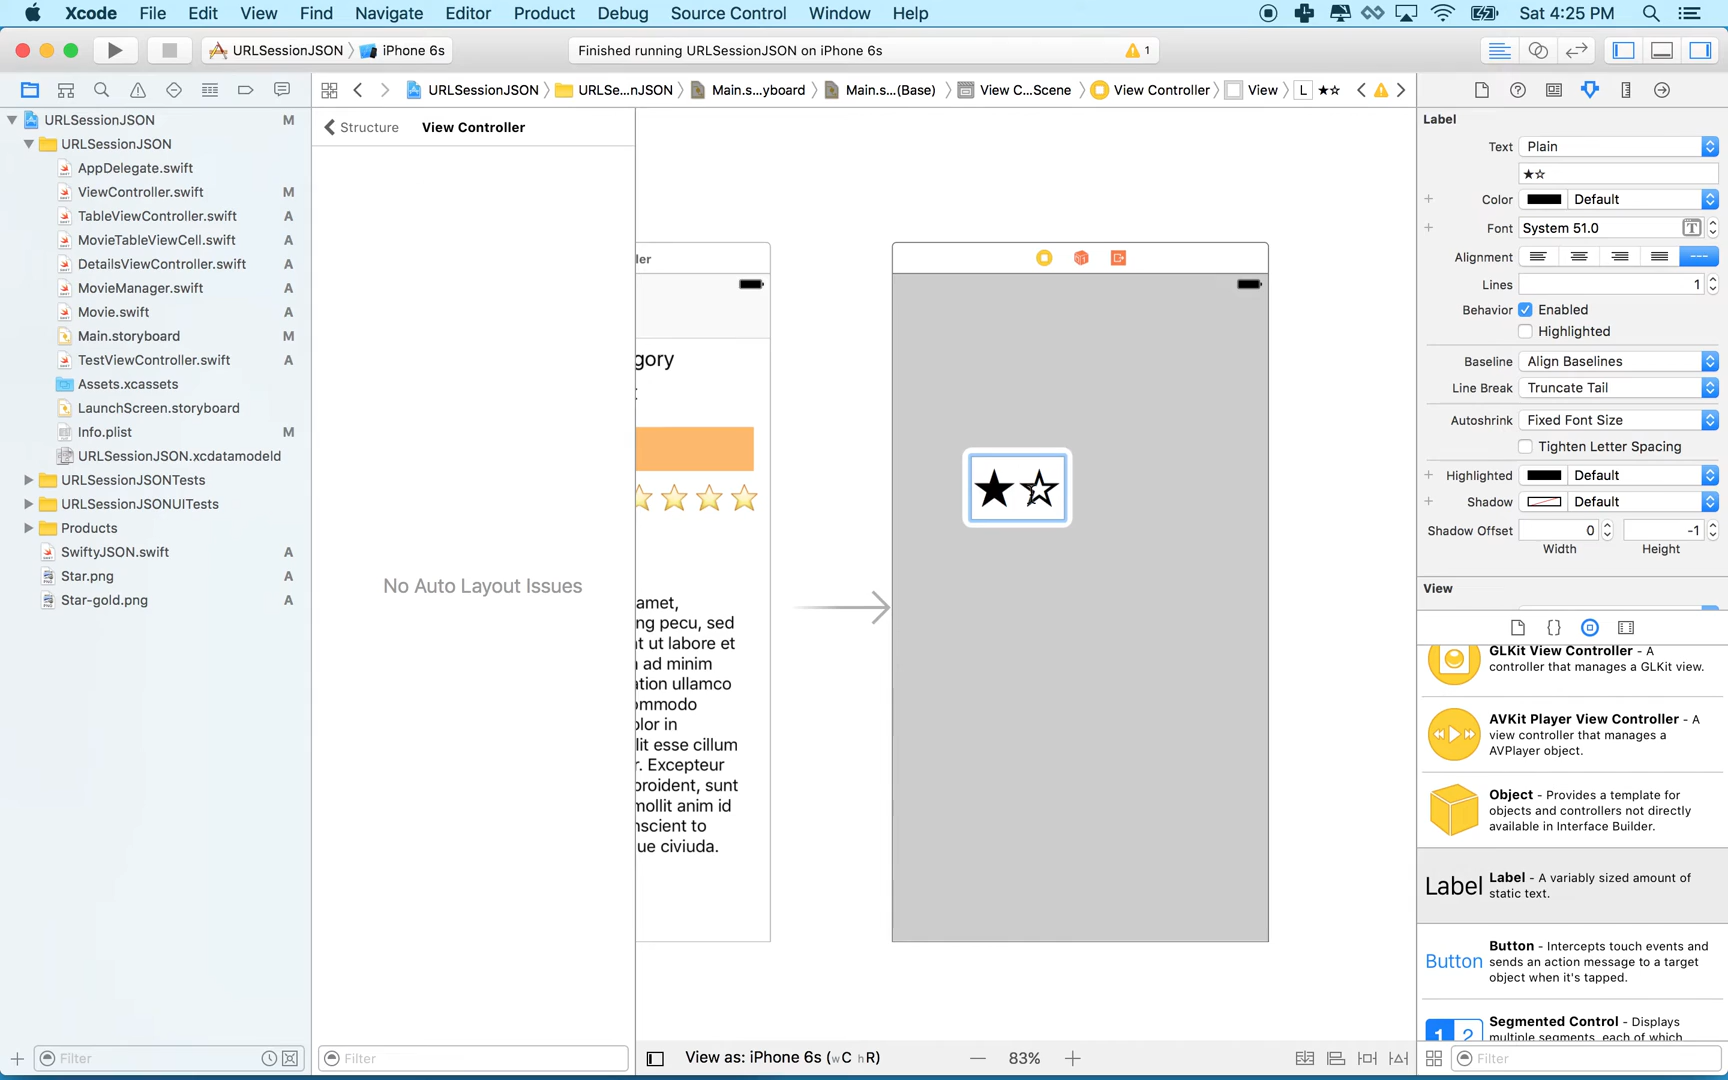 Xcode File Edit View Find Navigate Editor Product Debug Source Control Window Help Sat 4:25 PM
URLSessionJSON iPhone 6s Finished running URLSessionJSON on iPhone 6s 1
URLSessionJSON URLSe...nJSON Main.s...yboard Main.s...(Base) View C...Scene View Controller View L ★☆
URLSessionJSON M
URLSessionJSON
AppDelegate.swift
ViewController.swift M
TableViewController.swift A
MovieTableViewCell.swift A
DetailsViewController.swift A
MovieManager.swift A
Movie.swift A
Main.storyboard M
TestViewController.swift A
Assets.xcassets
LaunchScreen.storyboard
Info.plist M
URLSessionJSON.xcdatamodeld
URLSessionJSONTests
URLSessionJSONUITests
Products
SwiftyJSON.swift A
Star.png A
Star-gold.png A
Filter
Structure View Controller
No Auto Layout Issues
Filter
ler
gory
amet,
ng pecu, sed
nt ut labore et
ad minim
ation ullamco
ommodo
olor in
lit esse cillum
r. Excepteur
proident, sunt
mollit anim id
nscient to
ue civiuda.
★☆
View as: iPhone 6s (wC hR) — 83% +
Label
Text Plain
★☆
Color Default
Font System 51.0
Alignment
Lines 1
Behavior Enabled
Highlighted
Baseline Align Baselines
Line Break Truncate Tail
Autoshrink Fixed Font Size
Tighten Letter Spacing
Highlighted Default
Shadow Default
Shadow Offset 0 -1
Width Height
View
GLKit View Controller - A
controller that manages a GLKit view.
AVKit Player View Controller - A
view controller that manages a
AVPlayer object.
Object - Provides a template for
objects and controllers not directly
available in Interface Builder.
Label
Label - A variably sized amount of
static text.
Button
Button - Intercepts touch events and
sends an action message to a target
object when it's tapped.
1 2
Segmented Control - Displays
multiple segments, each of which
Filter